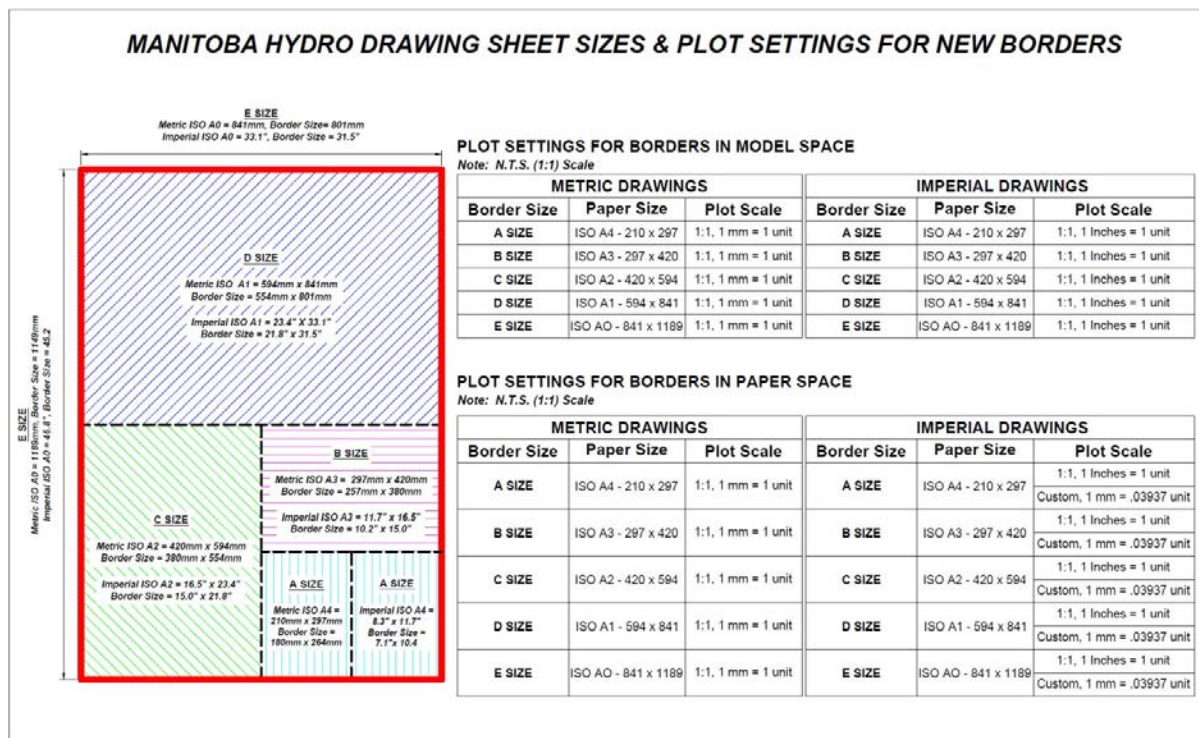 MANITOBA HYDRO DRAWING SHEET SIZES & PLOT SETTINGS FOR NEW BORDERS
E SIZE
Metric ISO A0 = 841mm, Border Size= 801mm
Imperial ISO A0 = 33.1", Border Size = 31.5"
E SIZE
Metric ISO A0 = 1189mm, Border Size = 1149mm
Imperial ISO A0 = 46.8", Border Size = 45.2
D SIZE
Metric ISO A1 = 594mm x 841mm
Border Size = 554mm x 801mm
Imperial ISO A1 = 23.4" X 33.1"
Border Size = 21.8" x 31.5"
B SIZE
Metric ISO A3 = 297mm x 420mm
Border Size = 257mm x 380mm
Imperial ISO A3 = 11.7" x 16.5"
Border Size = 10.2" x 15.0"
C SIZE
Metric ISO A2 = 420mm x 594mm
Border Size = 380mm x 554mm
Imperial ISO A2 = 16.5" x 23.4"
Border Size = 15.0" x 21.8"
A SIZE
Metric ISO A4 =
210mm x 297mm
Border Size =
180mm x 264mm
A SIZE
Imperial ISO A4 =
8.3" x 11.7"
Border Size =
7.1"x 10.4
PLOT SETTINGS FOR BORDERS IN MODEL SPACE
Note: N.T.S. (1:1) Scale
METRIC DRAWINGS IMPERIAL DRAWINGS
Border Size Paper Size Plot Scale Border Size Paper Size Plot Scale
A SIZE ISO A4 - 210 x 297 1:1, 1 mm = 1 unit A SIZE ISO A4 - 210 x 297 1:1, 1 Inches = 1 unit
B SIZE ISO A3 - 297 x 420 1:1, 1 mm = 1 unit B SIZE ISO A3 - 297 x 420 1:1, 1 Inches = 1 unit
C SIZE ISO A2 - 420 x 594 1:1, 1 mm = 1 unit C SIZE ISO A2 - 420 x 594 1:1, 1 Inches = 1 unit
D SIZE ISO A1 - 594 x 841 1:1, 1 mm = 1 unit D SIZE ISO A1 - 594 x 841 1:1, 1 Inches = 1 unit
E SIZE ISO AO - 841 x 1189 1:1, 1 mm = 1 unit E SIZE ISO AO - 841 x 1189 1:1, 1 Inches = 1 unit
PLOT SETTINGS FOR BORDERS IN PAPER SPACE
Note: N.T.S. (1:1) Scale
METRIC DRAWINGS IMPERIAL DRAWINGS
Border Size Paper Size Plot Scale Border Size Paper Size Plot Scale
A SIZE ISO A4 - 210 x 297 1:1, 1 mm = 1 unit A SIZE ISO A4 - 210 x 297 1:1, 1 Inches = 1 unit
Custom, 1 mm = .03937 unit
B SIZE ISO A3 - 297 x 420 1:1, 1 mm = 1 unit B SIZE ISO A3 - 297 x 420 1:1, 1 Inches = 1 unit
Custom, 1 mm = .03937 unit
C SIZE ISO A2 - 420 x 594 1:1, 1 mm = 1 unit C SIZE ISO A2 - 420 x 594 1:1, 1 Inches = 1 unit
Custom, 1 mm = .03937 unit
D SIZE ISO A1 - 594 x 841 1:1, 1 mm = 1 unit D SIZE ISO A1 - 594 x 841 1:1, 1 Inches = 1 unit
Custom, 1 mm = .03937 unit
E SIZE ISO AO - 841 x 1189 1:1, 1 mm = 1 unit E SIZE ISO AO - 841 x 1189 1:1, 1 Inches = 1 unit
Custom, 1 mm = .03937 unit